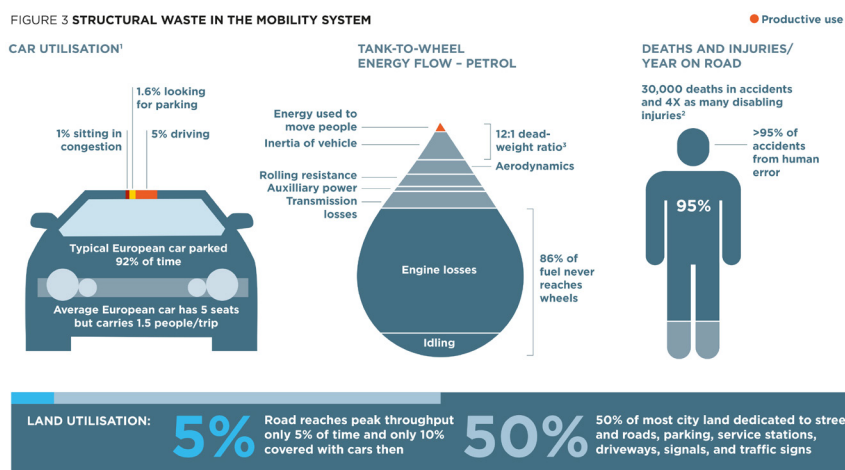 FIGURE 3 STRUCTURAL WASTE IN THE MOBILITY SYSTEM
Productive use
CAR UTILISATION¹
1.6% looking
for parking
1% sitting in
congestion
5% driving
Typical European car parked
92% of time
Average European car has 5 seats
but carries 1.5 people/trip
TANK-TO-WHEEL
ENERGY FLOW – PETROL
Energy used to
move people
Inertia of vehicle
12:1 dead-
weight ratio³
Aerodynamics
Rolling resistance
Auxilliary power
Transmission
losses
Engine losses
86% of
fuel never
reaches
wheels
Idling
DEATHS AND INJURIES/
YEAR ON ROAD
30,000 deaths in accidents
and 4X as many disabling
injuries²
>95% of
accidents
from human
error
95%
LAND UTILISATION:
5%
Road reaches peak throughput
only 5% of time and only 10%
covered with cars then
50%
50% of most city land dedicated to stree
and roads, parking, service stations,
driveways, signals, and traffic signs